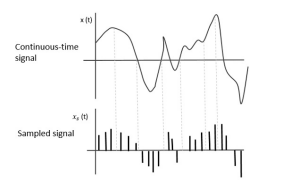 x (t)
Continuous-time
signal
xₛ (t)
Sampled signal